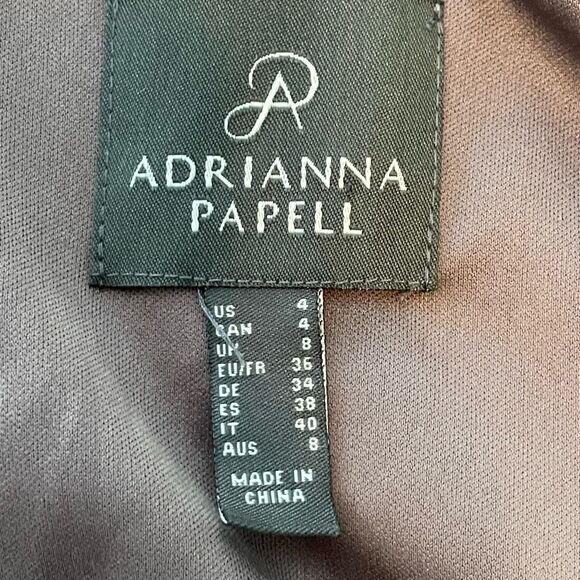 ADRIANNA
PAPELL
US 4
CAN 4
UK 8
EU/FR 36
DE 34
ES 38
IT 40
AUS 8
MADE IN
CHINA